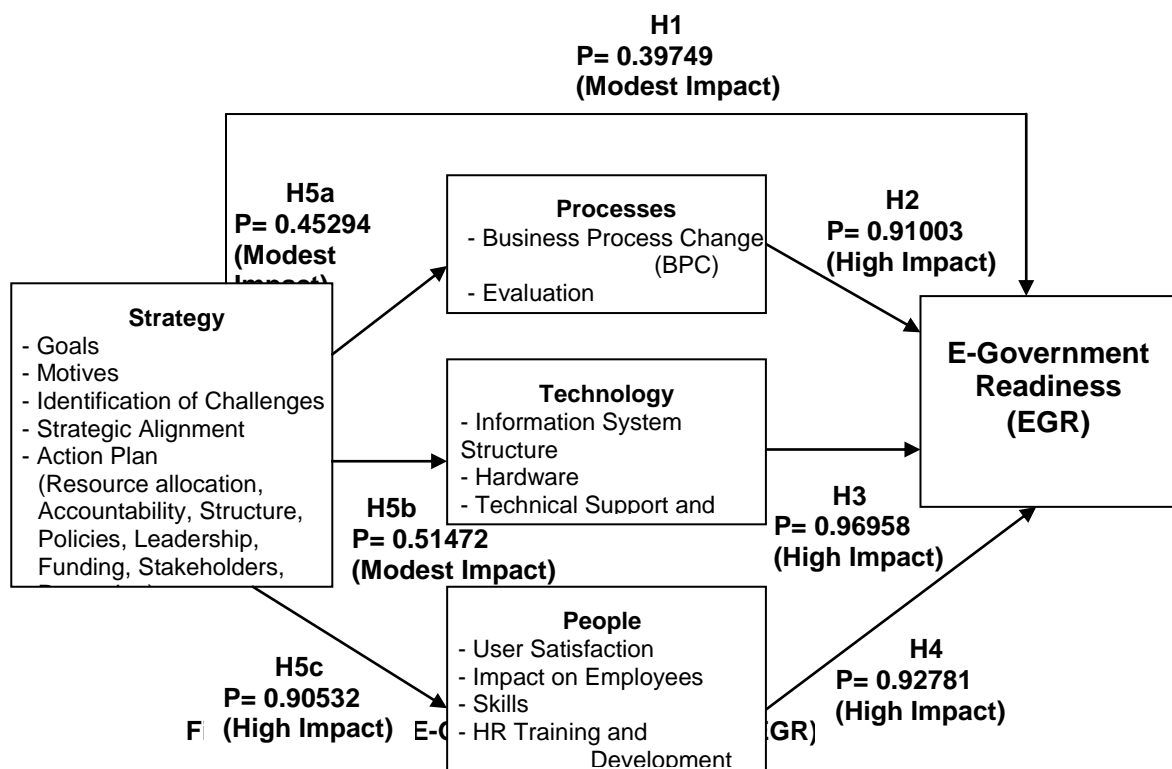 H1
P= 0.39749
(Modest Impact)
H5a
P= 0.45294
(Modest
Impact)
Processes
- Business Process Change
(BPC)
- Evaluation
H2
P= 0.91003
(High Impact)
Strategy
- Goals
- Motives
- Identification of Challenges
- Strategic Alignment
- Action Plan
(Resource allocation,
Accountability, Structure,
Policies, Leadership,
Funding, Stakeholders,
Technology
- Information System
Structure
- Hardware
- Technical Support and
E-Government
Readiness
(EGR)
H5b
P= 0.51472
(Modest Impact)
H3
P= 0.96958
(High Impact)
People
- User Satisfaction
- Impact on Employees
- Skills
- HR Training and
Development
H5c
P= 0.90532
(High Impact)
H4
P= 0.92781
(High Impact)